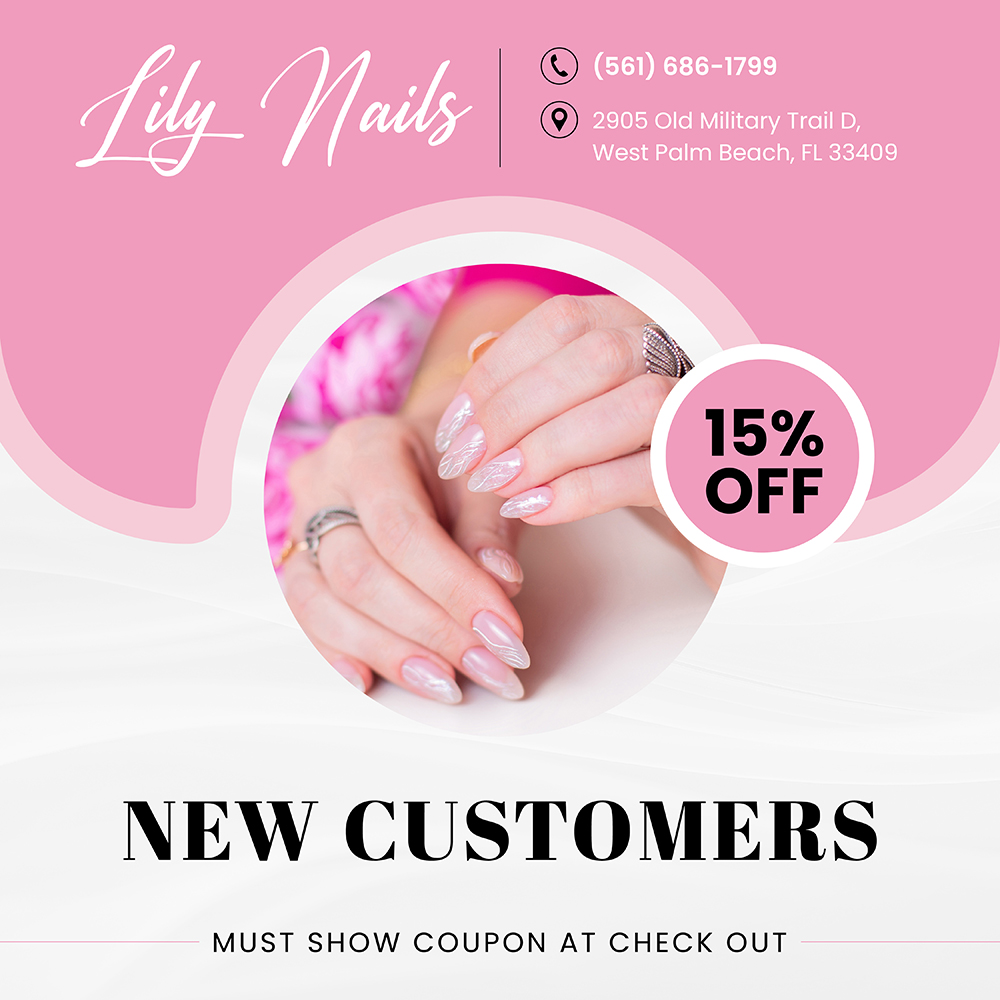 Lily Nails
(561) 686-1799
2905 Old Military Trail D,
West Palm Beach, FL 33409
15%
OFF
NEW CUSTOMERS
MUST SHOW COUPON AT CHECK OUT